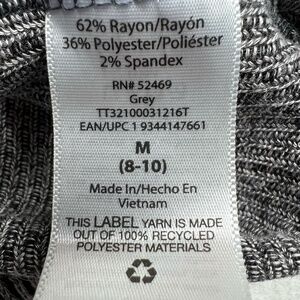 62% Rayon/Rayón
36% Polyester/Poliéster
2% Spandex
RN# 52469
Grey
TT32100031216T
EAN/UPC 1 9344147661
M
(8-10)
Made In/Hecho En
Vietnam
THIS LABEL YARN IS MADE
OUT OF 100% RECYCLED
POLYESTER MATERIALS